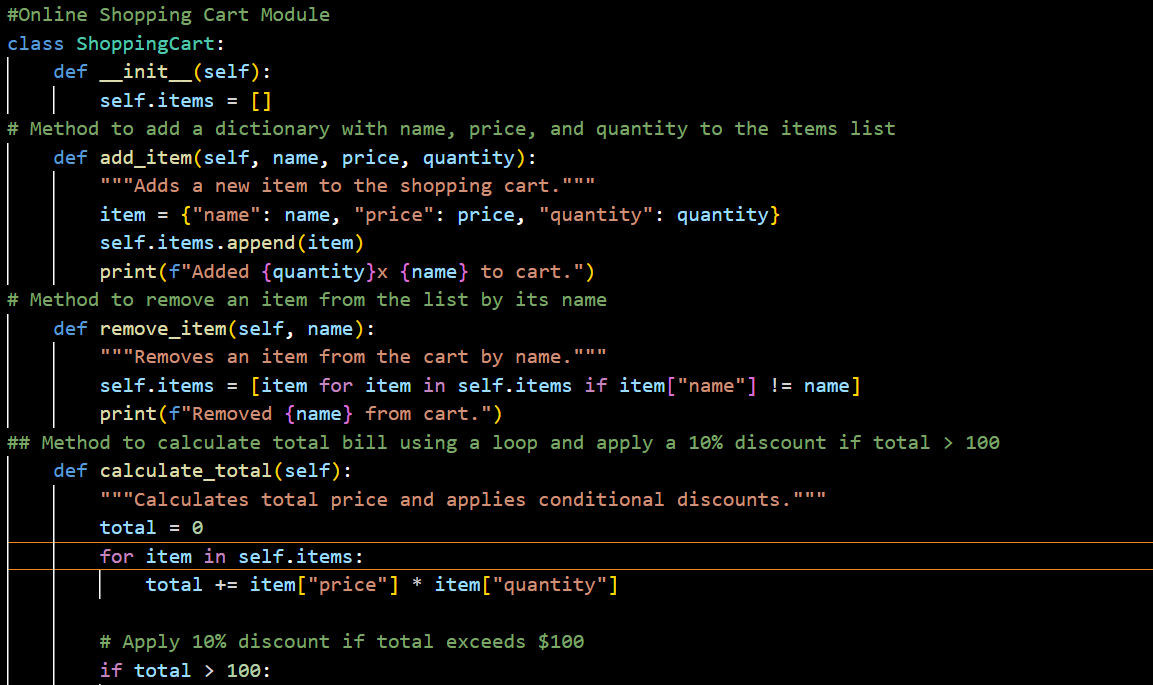 #Online Shopping Cart Module
class ShoppingCart:
    def __init__(self):
        self.items = []
# Method to add a dictionary with name, price, and quantity to the items list
    def add_item(self, name, price, quantity):
        """Adds a new item to the shopping cart."""
        item = {"name": name, "price": price, "quantity": quantity}
        self.items.append(item)
        print(f"Added {quantity}x {name} to cart.")
# Method to remove an item from the list by its name
    def remove_item(self, name):
        """Removes an item from the cart by name."""
        self.items = [item for item in self.items if item["name"] != name]
        print(f"Removed {name} from cart.")
## Method to calculate total bill using a loop and apply a 10% discount if total > 100
    def calculate_total(self):
        """Calculates total price and applies conditional discounts."""
        total = 0
        for item in self.items:
            total += item["price"] * item["quantity"]

        # Apply 10% discount if total exceeds $100
        if total > 100: